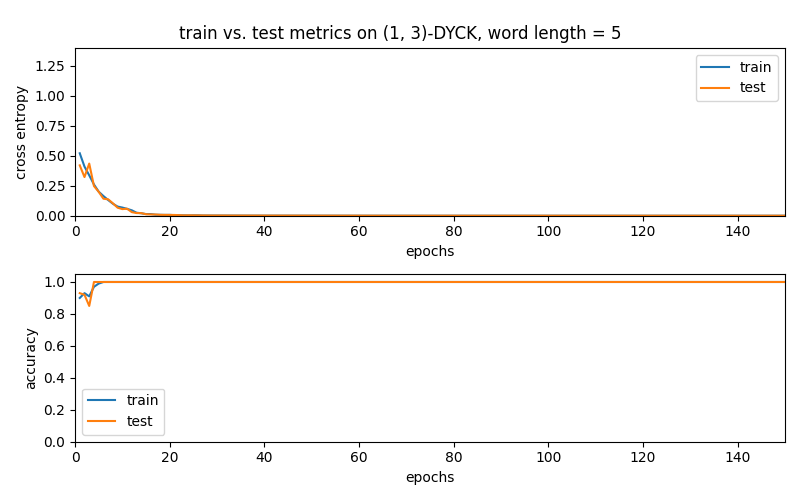 train vs. test metrics on (1, 3)-DYCK, word length = 5
cross entropy
1.25
1.00
0.75
0.50
0.25
0.00
train
test
0 20 40 60 80 100 120 140
epochs
accuracy
1.0
0.8
0.6
0.4
0.2
0.0
train
test
0 20 40 60 80 100 120 140
epochs